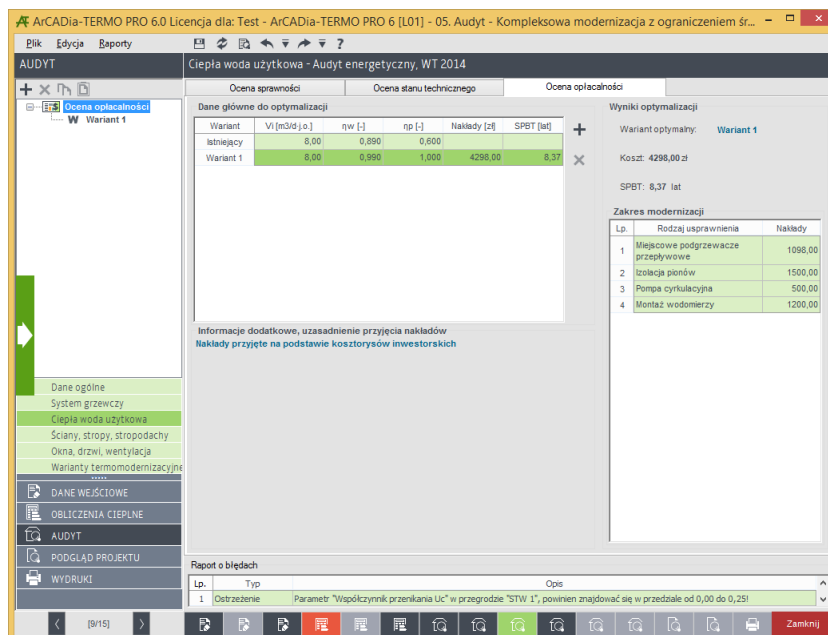 ArCADia-TERMO PRO 6.0 Licencja dla: Test - ArCADia-TERMO PRO 6 [L01] - 05. Audyt - Kompleksowa modernizacja z ograniczeniem śr...
Plik Edycja Raporty
AUDYT
Ciepła woda użytkowa - Audyt energetyczny, WT 2014
Ocena opłacalności
W Wariant 1
Ocena sprawności Ocena stanu technicznego Ocena opłacalności
Dane główne do optymalizacji
Wariant Vi [m3/d·j.o.] ηw [-] ηp [-] Nakłady [zł] SPBT [lat]
Istniejący 8,00 0,890 0,600
Wariant 1 8,00 0,990 1,000 4298,00 8,37
Informacje dodatkowe, uzasadnienie przyjęcia nakładów
Nakłady przyjęte na podstawie kosztorysów inwestorskich
Wyniki optymalizacji
Wariant optymalny: Wariant 1
Koszt: 4298,00 zł
SPBT: 8,37 lat
Zakres modernizacji
Lp. Rodzaj usprawnienia Nakłady
1 Miejscowe podgrzewacze przepływowe 1098,00
2 Izolacja pionów 1500,00
3 Pompa cyrkulacyjna 500,00
4 Montaż wodomierzy 1200,00
Dane ogólne
System grzewczy
Ciepła woda użytkowa
Ściany, stropy, stropodachy
Okna, drzwi, wentylacja
Warianty termomodernizacyjne
DANE WEJŚCIOWE
OBLICZENIA CIEPLNE
AUDYT
PODGLĄD PROJEKTU
WYDRUKI
Raport o błędach
Lp. Typ Opis
1 Ostrzeżenie Parametr "Współczynnik przenikania Uc" w przegrodzie "STW 1", powinien znajdować się w przedziale od 0,00 do 0,25!
[9/15]
Zamknij